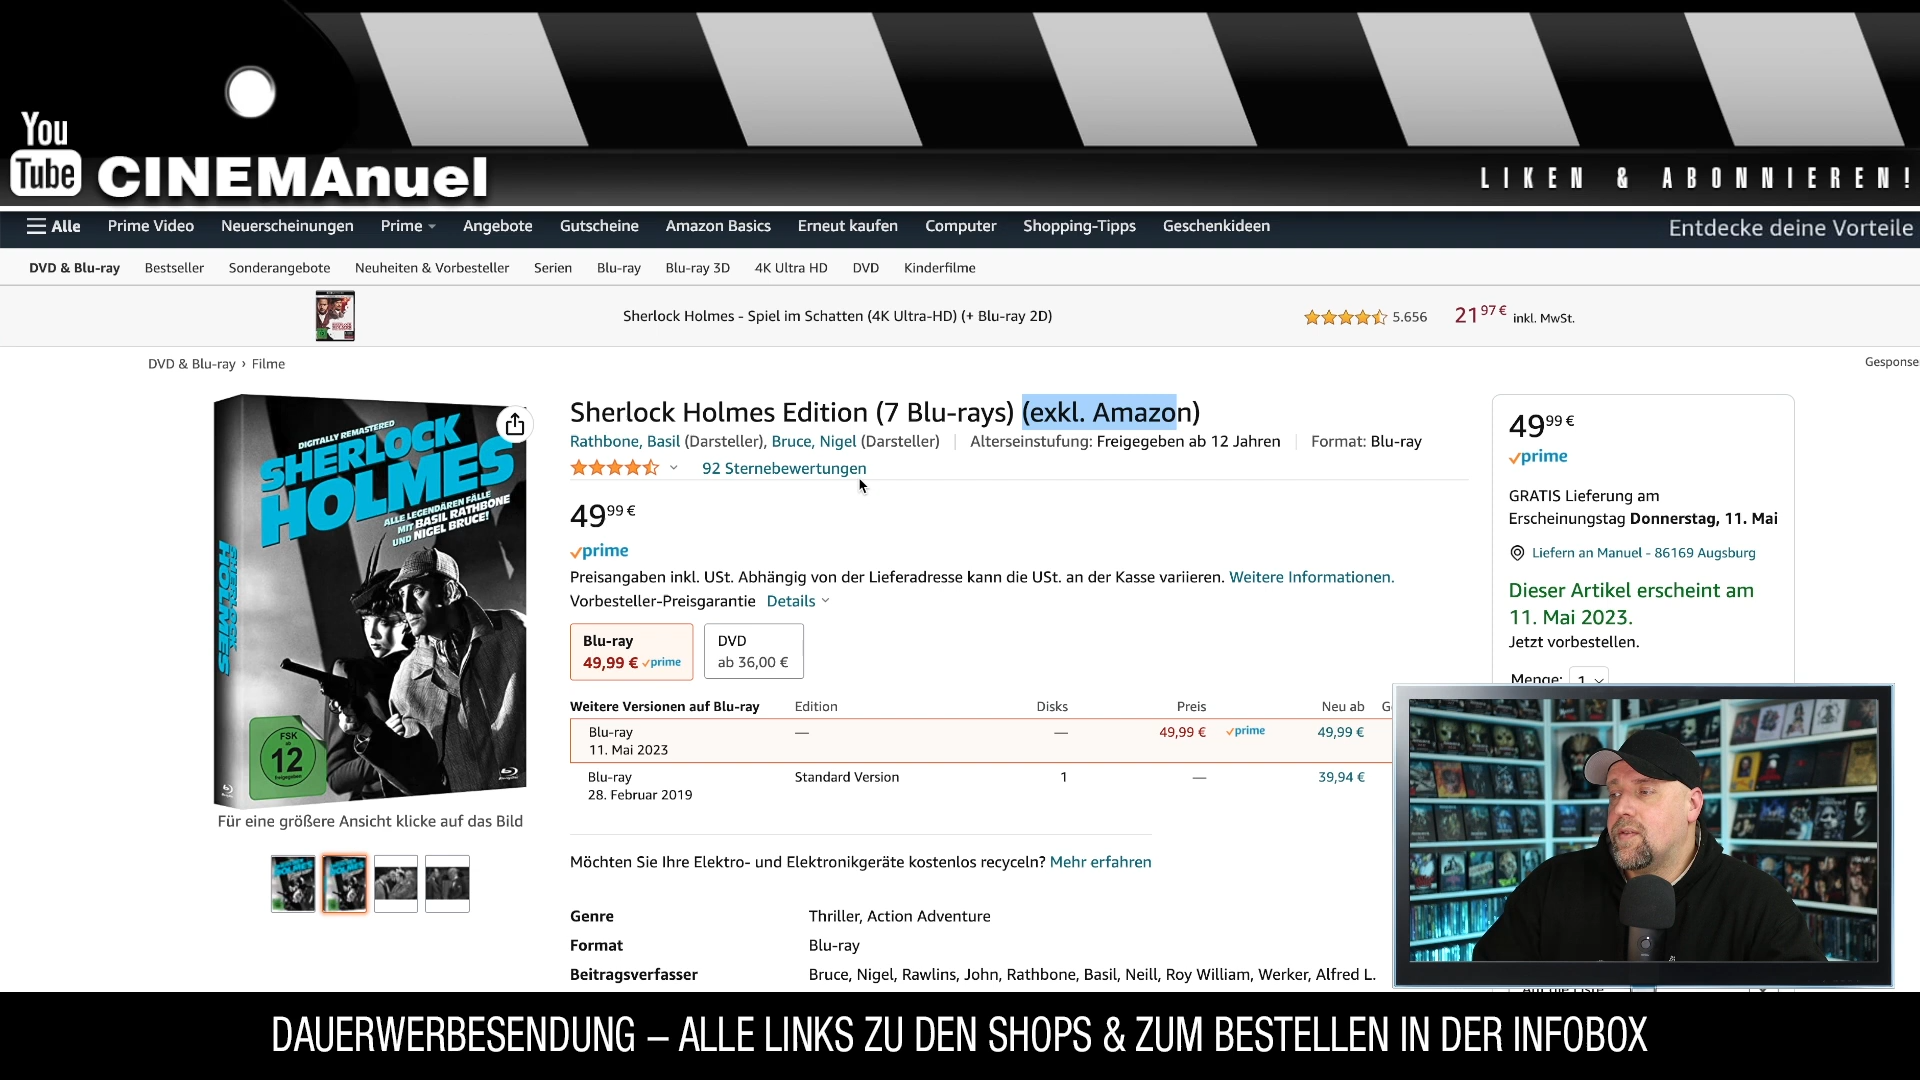 You
Tube CINEMAnuel
LIKEN & ABONNIEREN!
Alle Prime Video Neuerscheinungen Prime Angebote Gutscheine Amazon Basics Erneut kaufen Computer Shopping-Tipps Geschenkideen Entdecke deine Vorteile
DVD & Blu-ray Bestseller Sonderangebote Neuheiten & Vorbesteller Serien Blu-ray Blu-ray 3D 4K Ultra HD DVD Kinderfilme
Sherlock Holmes - Spiel im Schatten (4K Ultra-HD) (+ Blu-ray 2D) 5.656 21 97 € inkl. MwSt.
DVD & Blu-ray › Filme
Gesponse
DIGITALLY REMASTERED
SHERLOCK
HOLMES
ALLE LEGENDÄREN FÄLLE
MIT BASIL RATHBONE
UND NIGEL BRUCE!
SHERLOCK
HOLMES
FSK
ab
12
freigegeben
Für eine größere Ansicht klicke auf das Bild
Sherlock Holmes Edition (7 Blu-rays) (exkl. Amazon)
Rathbone, Basil (Darsteller), Bruce, Nigel (Darsteller) | Alterseinstufung: Freigegeben ab 12 Jahren | Format: Blu-ray
92 Sternebewertungen
49 99 €
prime
Preisangaben inkl. USt. Abhängig von der Lieferadresse kann die USt. an der Kasse variieren. Weitere Informationen.
Vorbesteller-Preisgarantie Details
Blu-ray
49,99 € prime
DVD
ab 36,00 €
Weitere Versionen auf Blu-ray Edition Disks Preis Neu ab G
Blu-ray — — 49,99 € prime 49,99 €
11. Mai 2023
Blu-ray Standard Version 1 — 39,94 €
28. Februar 2019
Möchten Sie Ihre Elektro- und Elektronikgeräte kostenlos recyceln? Mehr erfahren
Genre Thriller, Action Adventure
Format Blu-ray
Beitragsverfasser Bruce, Nigel, Rawlins, John, Rathbone, Basil, Neill, Roy William, Werker, Alfred L.
49 99 €
prime
GRATIS Lieferung am
Erscheinungstag Donnerstag, 11. Mai
Liefern an Manuel - 86169 Augsburg
Dieser Artikel erscheint am
11. Mai 2023.
Jetzt vorbestellen.
Menge: 1
Auf die Liste
DAUERWERBESENDUNG – ALLE LINKS ZU DEN SHOPS & ZUM BESTELLEN IN DER INFOBOX